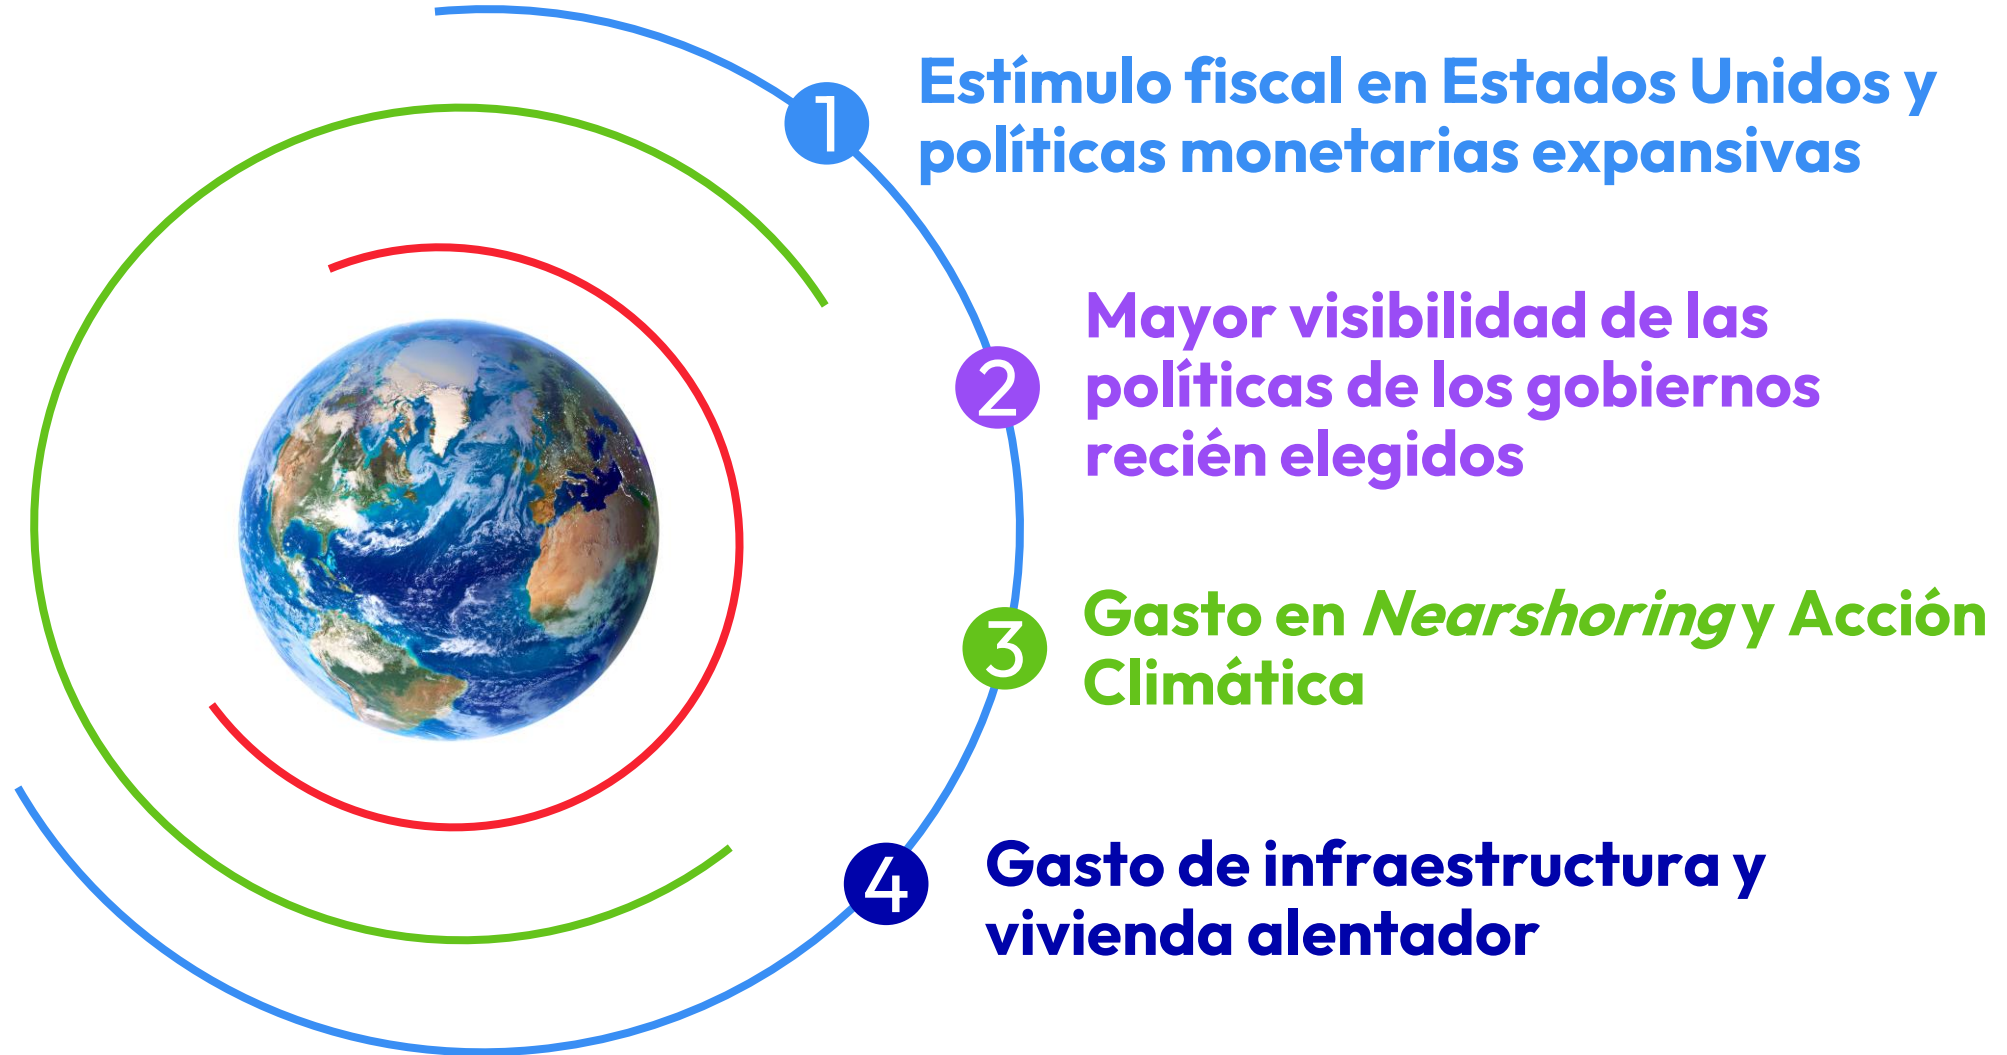 1
Estímulo fiscal en Estados Unidos y
políticas monetarias expansivas
2
Mayor visibilidad de las
políticas de los gobiernos
recién elegidos
3
Gasto en Nearshoring y Acción
Climática
4
Gasto de infraestructura y
vivienda alentador